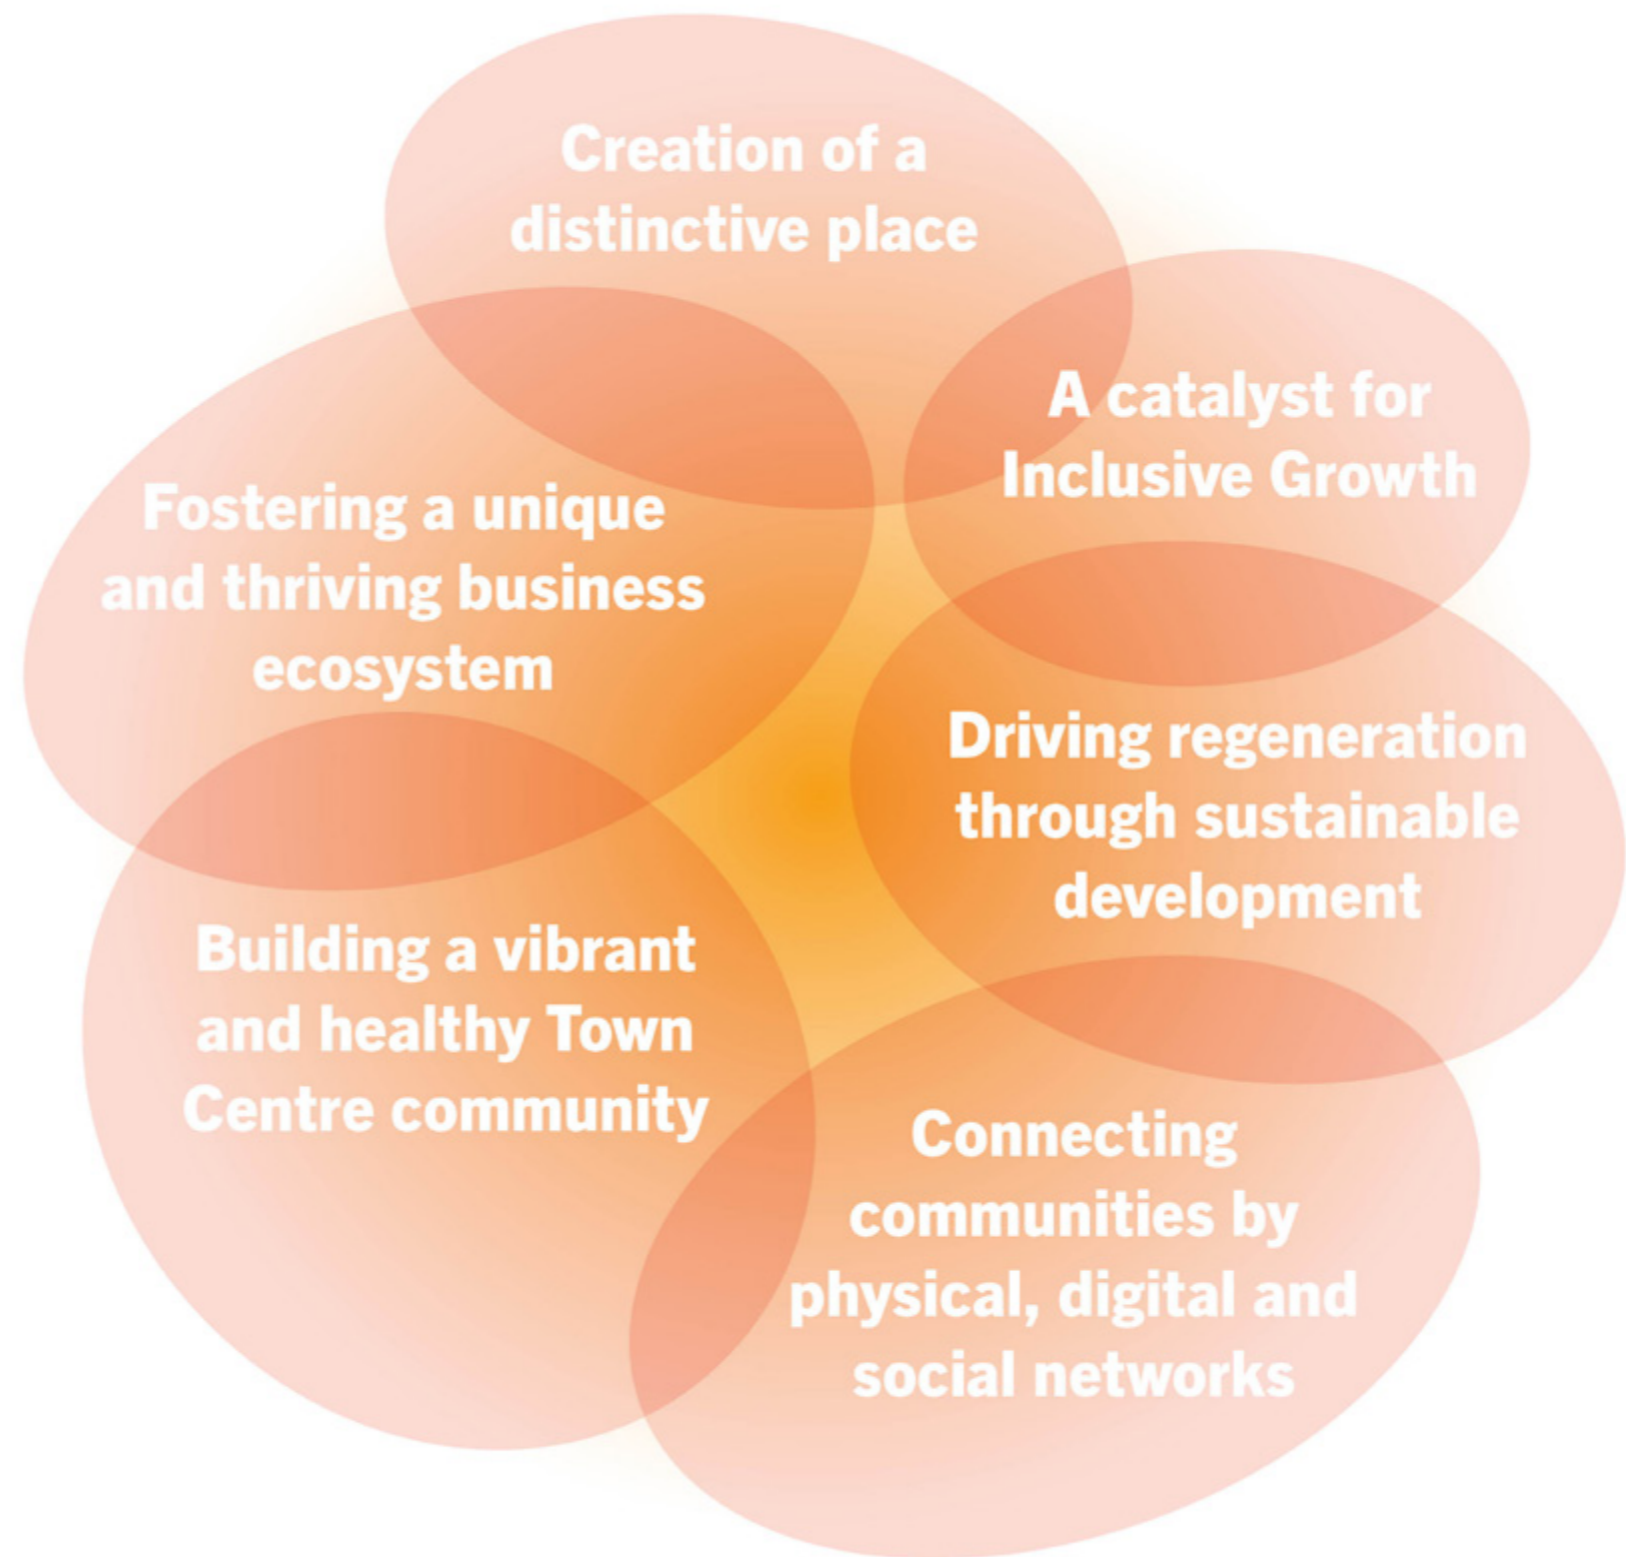 Creation of a
distinctive place
A catalyst for
Inclusive Growth
Fostering a unique
and thriving business
ecosystem
Driving regeneration
through sustainable
development
Building a vibrant
and healthy Town
Centre community
Connecting
communities by
physical, digital and
social networks